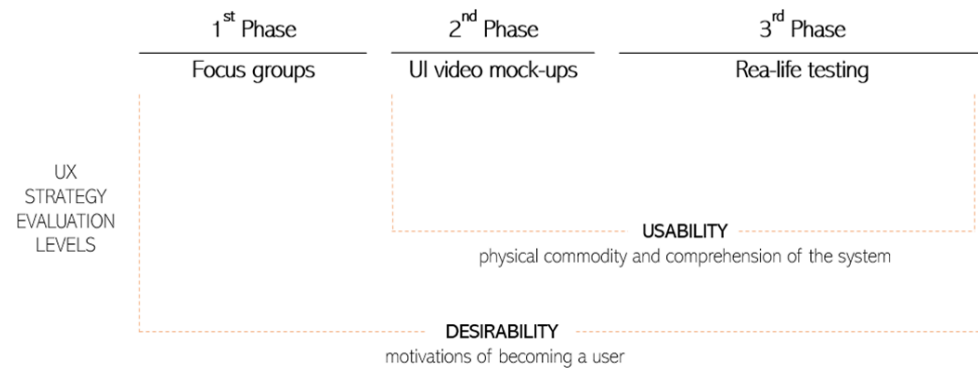 1st Phase
2nd Phase
3rd Phase
Focus groups
UI video mock-ups
Rea-life testing
UX
STRATEGY
EVALUATION
LEVELS
USABILITY
physical commodity and comprehension of the system
DESIRABILITY
motivations of becoming a user